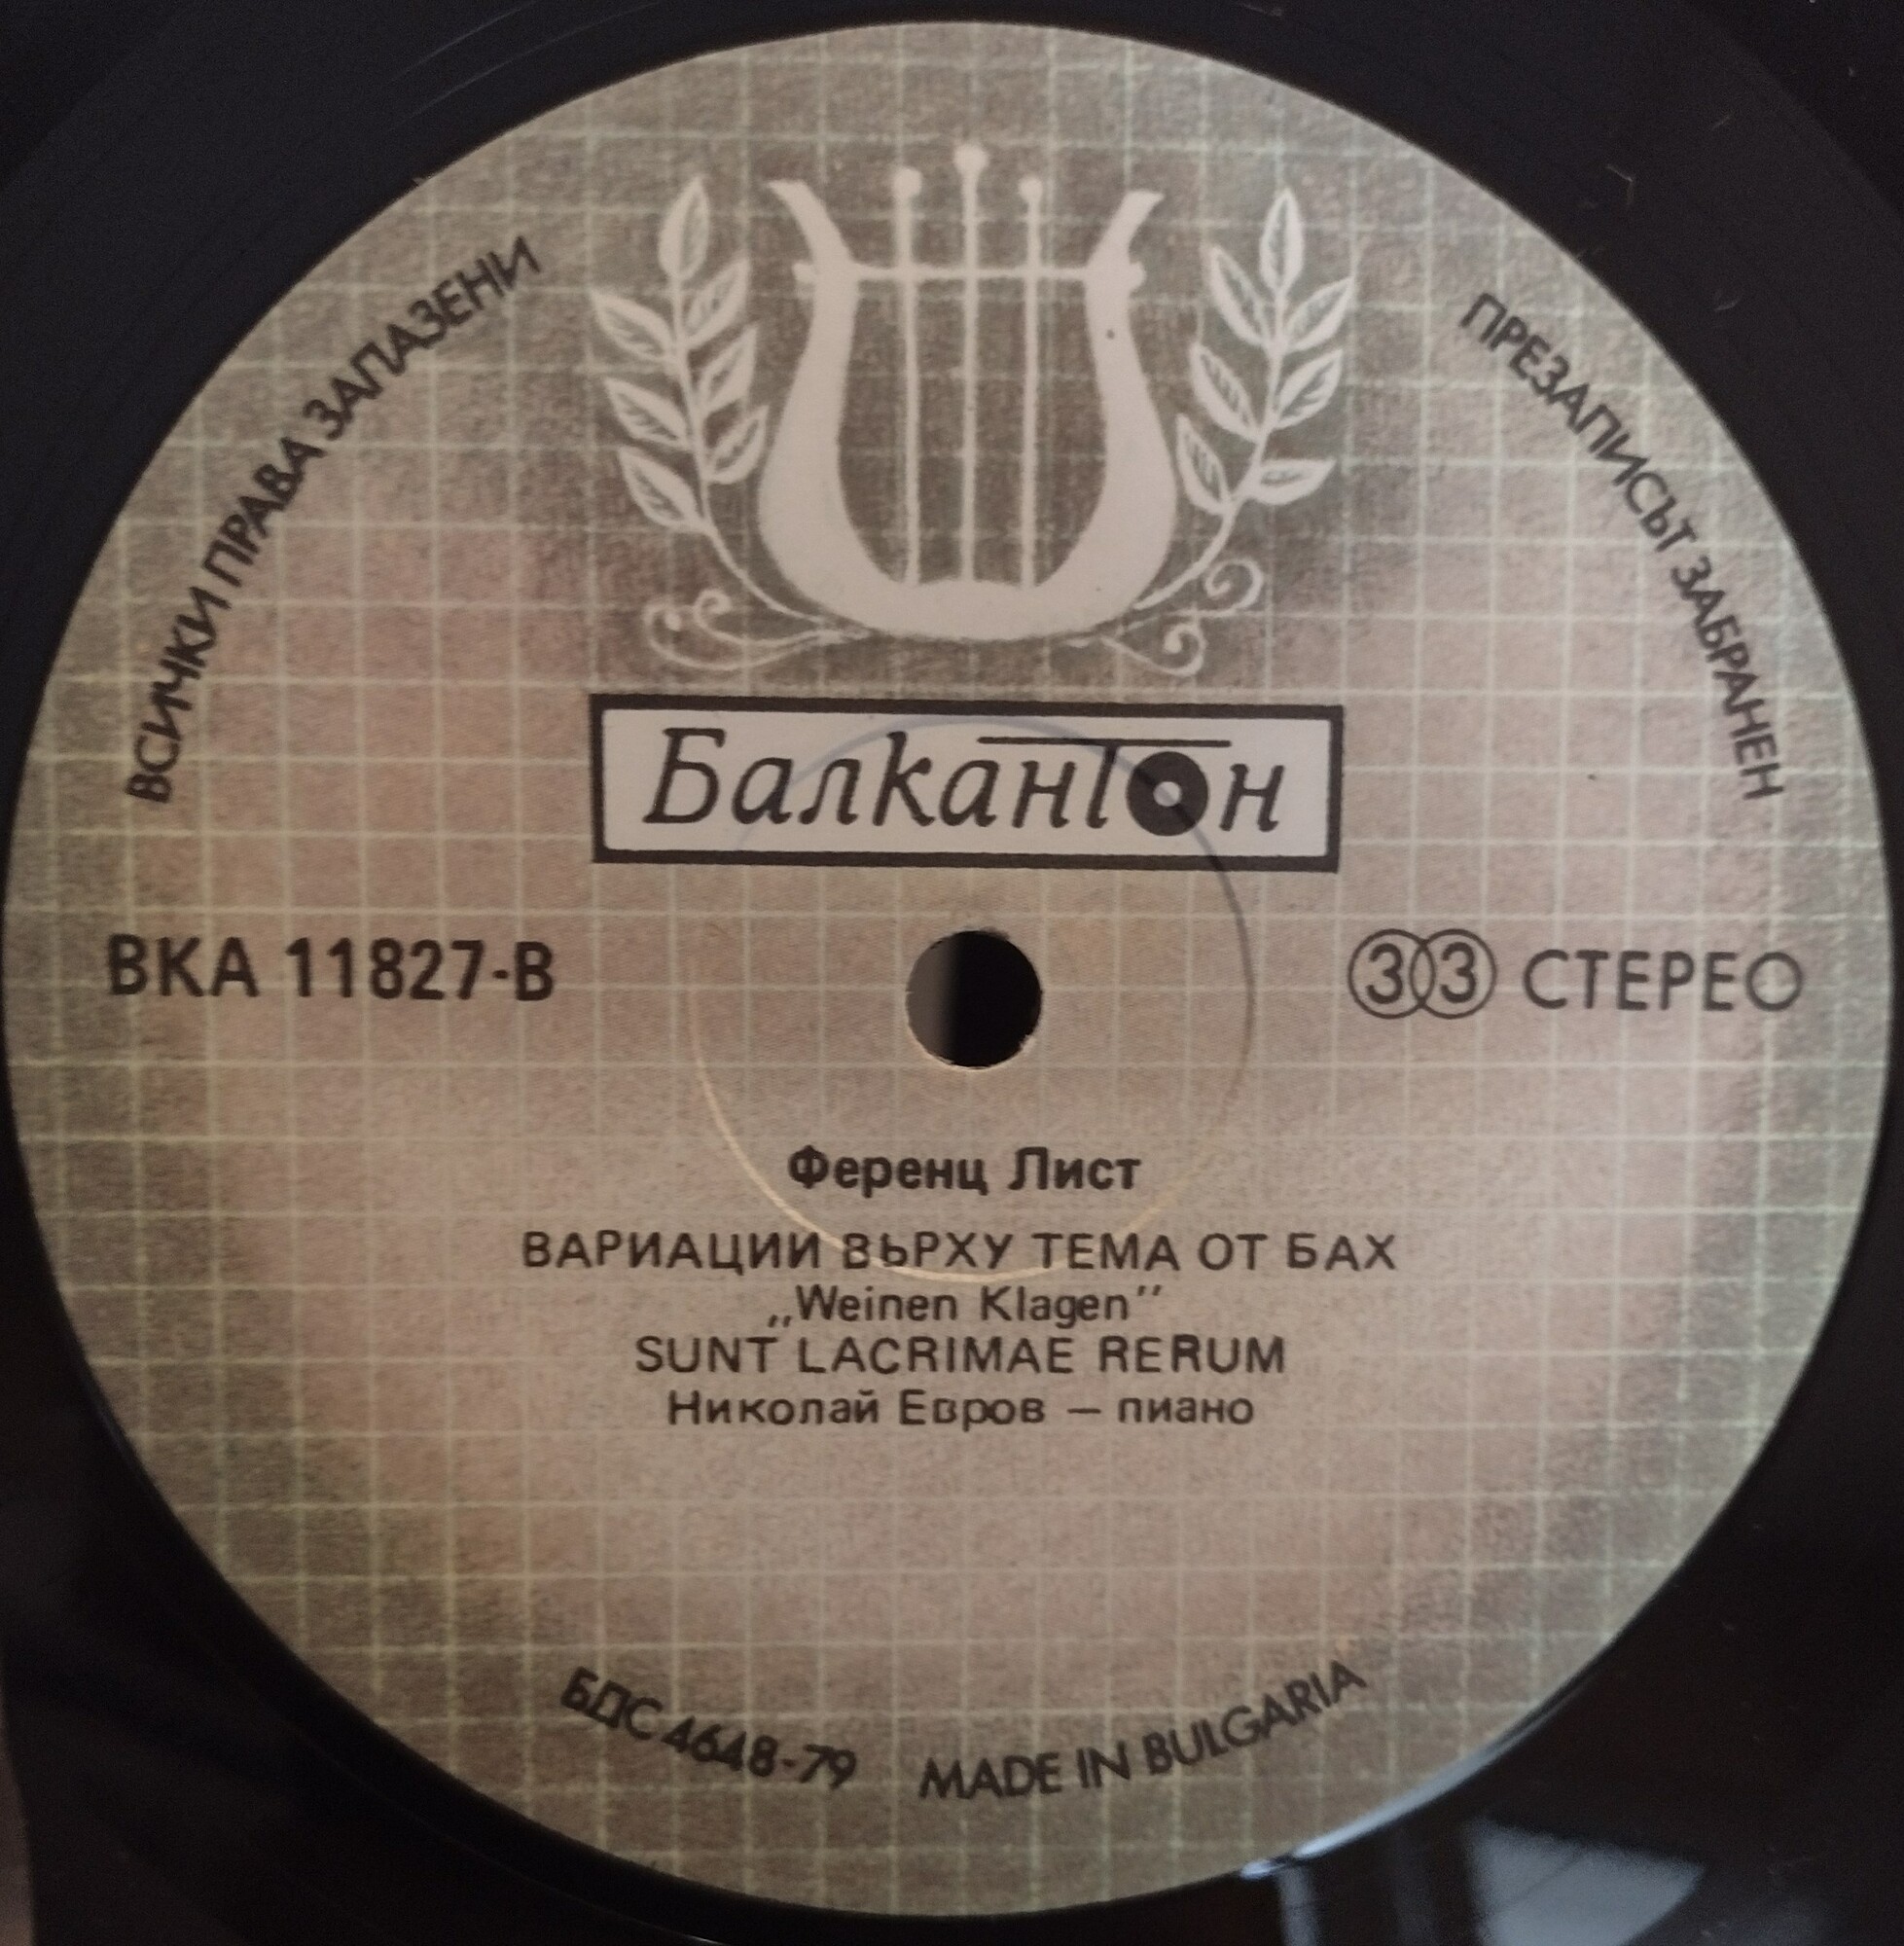 ВСИЧКИ ПРАВА ЗАПАЗЕНИ
ПРЕЗАПИСЪТ ЗАБРАНЕН
Балкантон
ВКА 11827-В
33 СТЕРЕО
Ференц Лист
ВАРИАЦИИ ВЪРХУ ТЕМА ОТ БАХ
„Weinen Klagen”
SUNT LACRIMAE RERUM
Николай Евров — пиано
БДС 4648-79 MADE IN BULGARIA